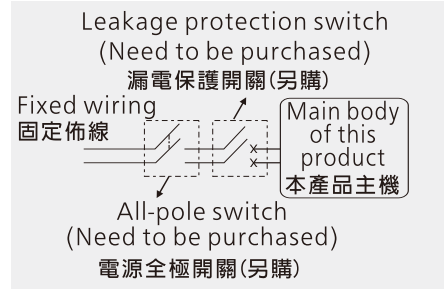 Leakage protection switch
(Need to be purchased)
漏電保護開關(另購)
Fixed wiring
固定佈線
Main body
of this
product
本產品主機
All-pole switch
(Need to be purchased)
電源全極開關(另購)